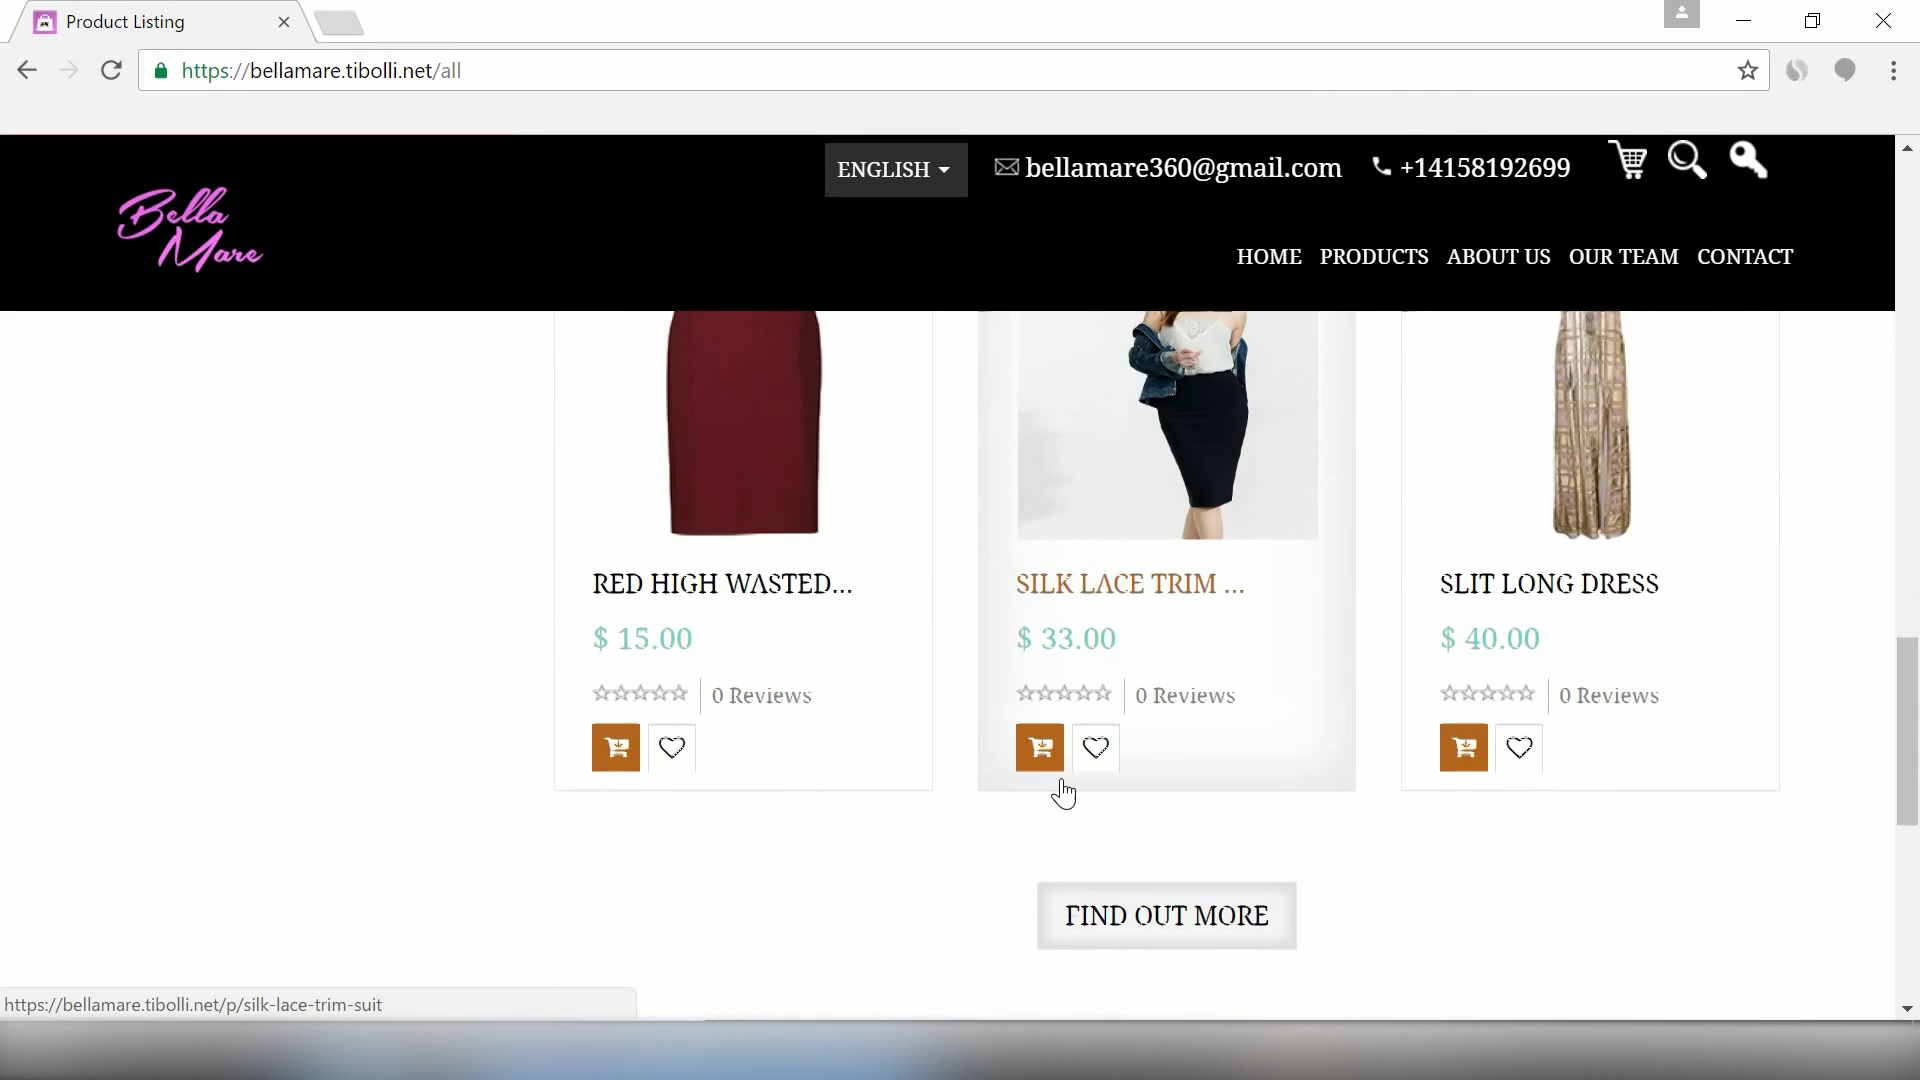 Product Listing
https://bellamare.tibolli.net/all
ENGLISH
bellamare360@gmail.com
+14158192699
Bella
Mare
HOME PRODUCTS ABOUT US OUR TEAM CONTACT
RED HIGH WASTED...
SILK LACE TRIM ...
SLIT LONG DRESS
$ 15.00
$ 33.00
$ 40.00
0 Reviews
0 Reviews
0 Reviews
FIND OUT MORE
https://bellamare.tibolli.net/p/silk-lace-trim-suit